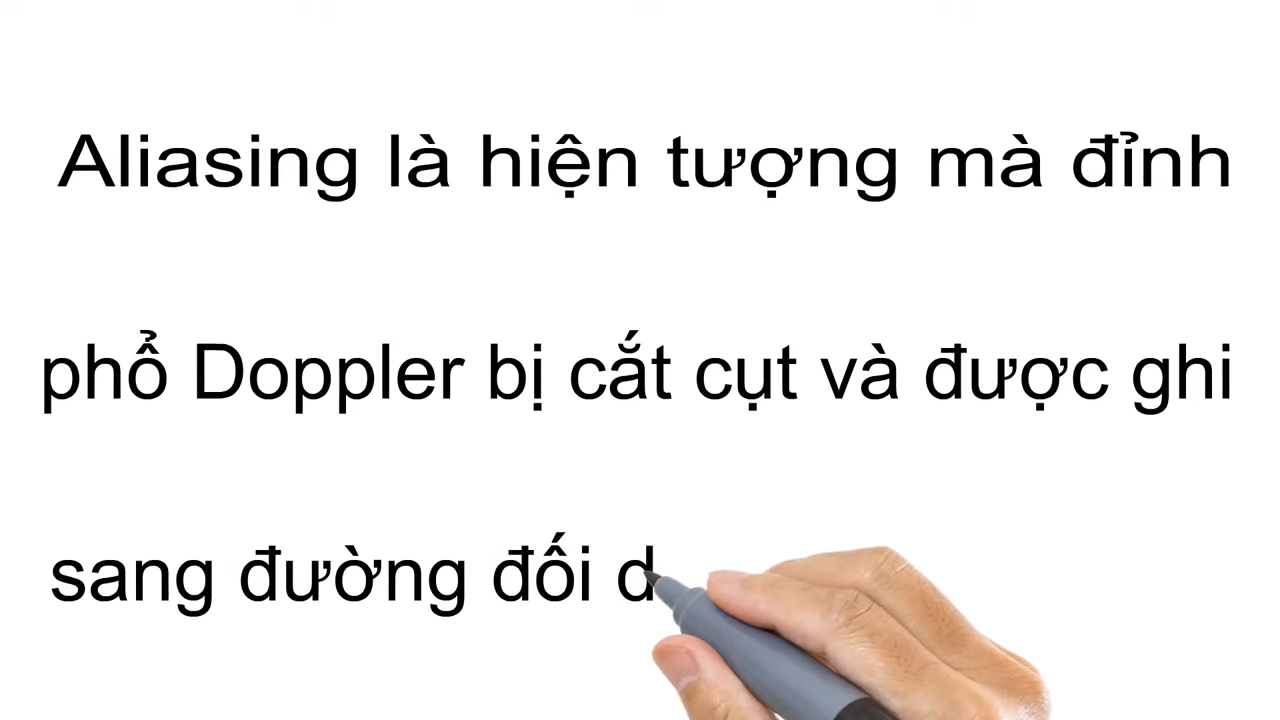 Aliasing là hiện tượng mà đỉnh
phổ Doppler bị cắt cụt và được ghi
sang đường đối d